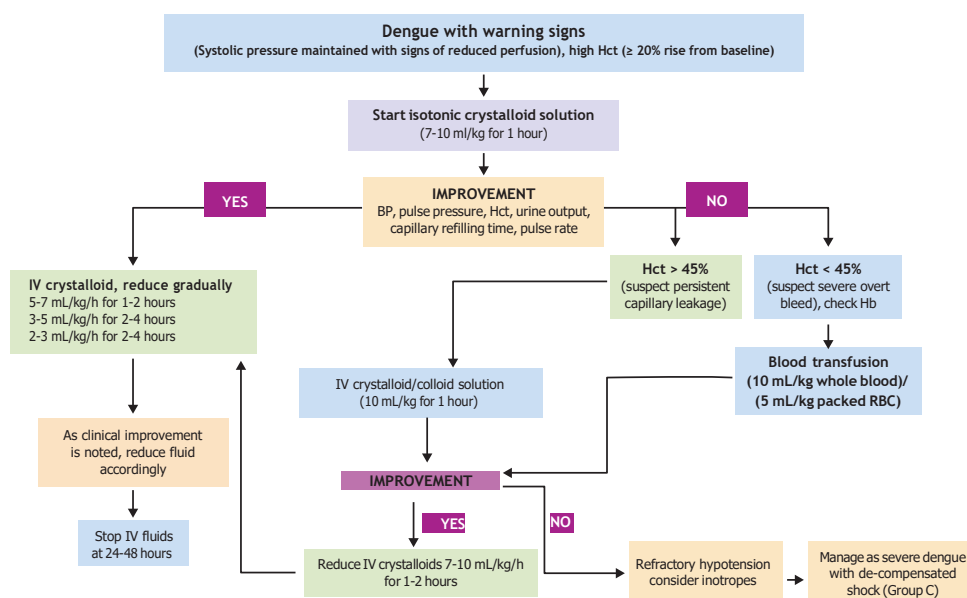 Dengue with warning signs
(Systolic pressure maintained with signs of reduced perfusion), high Hct (≥ 20% rise from baseline)
Start isotonic crystalloid solution
(7-10 ml/kg for 1 hour)
YES
IMPROVEMENT
BP, pulse pressure, Hct, urine output,
capillary refilling time, pulse rate
NO
IV crystalloid, reduce gradually
5-7 mL/kg/h for 1-2 hours
3-5 mL/kg/h for 2-4 hours
2-3 mL/kg/h for 2-4 hours
Hct > 45%
(suspect persistent
capillary leakage)
Hct < 45%
(suspect severe overt
bleed), check Hb
IV crystalloid/colloid solution
(10 mL/kg for 1 hour)
Blood transfusion
(10 mL/kg whole blood)/
(5 mL/kg packed RBC)
As clinical improvement
is noted, reduce fluid
accordingly
IMPROVEMENT
YES
NO
Stop IV fluids
at 24-48 hours
Reduce IV crystalloids 7-10 mL/kg/h
for 1-2 hours
Refractory hypotension
consider inotropes
Manage as severe dengue
with de-compensated
shock (Group C)